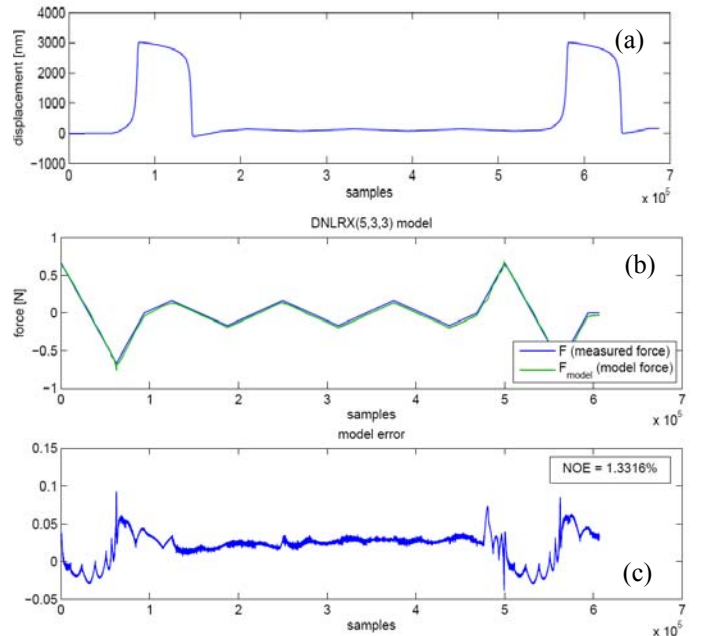 (a)
4000
3000
2000
1000
0
−1000
displacement [nm]
0 1 2 3 4 5 6 7
samples
x 10^5
DNLRX(5,3,3) model
(b)
1
0.5
0
−0.5
−1
force [N]
F (measured force)
F_model (model force)
0 1 2 3 4 5 6 7
samples
x 10^5
model error
0.15
0.1
0.05
0
−0.05
NOE = 1.3316%
(c)
0 1 2 3 4 5 6 7
samples
x 10^5